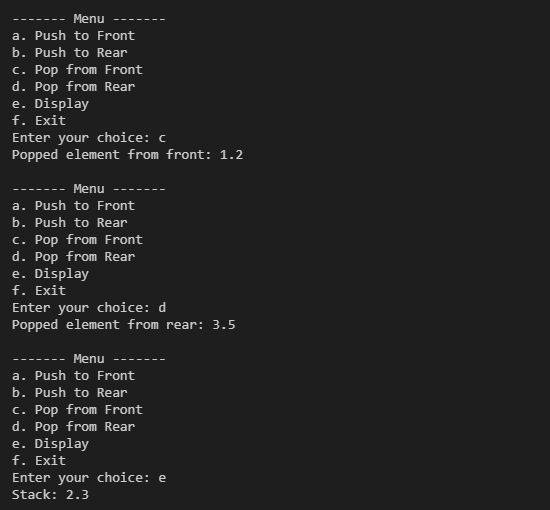 ------- Menu -------
a. Push to Front
b. Push to Rear
c. Pop from Front
d. Pop from Rear
e. Display
f. Exit
Enter your choice: c
Popped element from front: 1.2

------- Menu -------
a. Push to Front
b. Push to Rear
c. Pop from Front
d. Pop from Rear
e. Display
f. Exit
Enter your choice: d
Popped element from rear: 3.5

------- Menu -------
a. Push to Front
b. Push to Rear
c. Pop from Front
d. Pop from Rear
e. Display
f. Exit
Enter your choice: e
Stack: 2.3